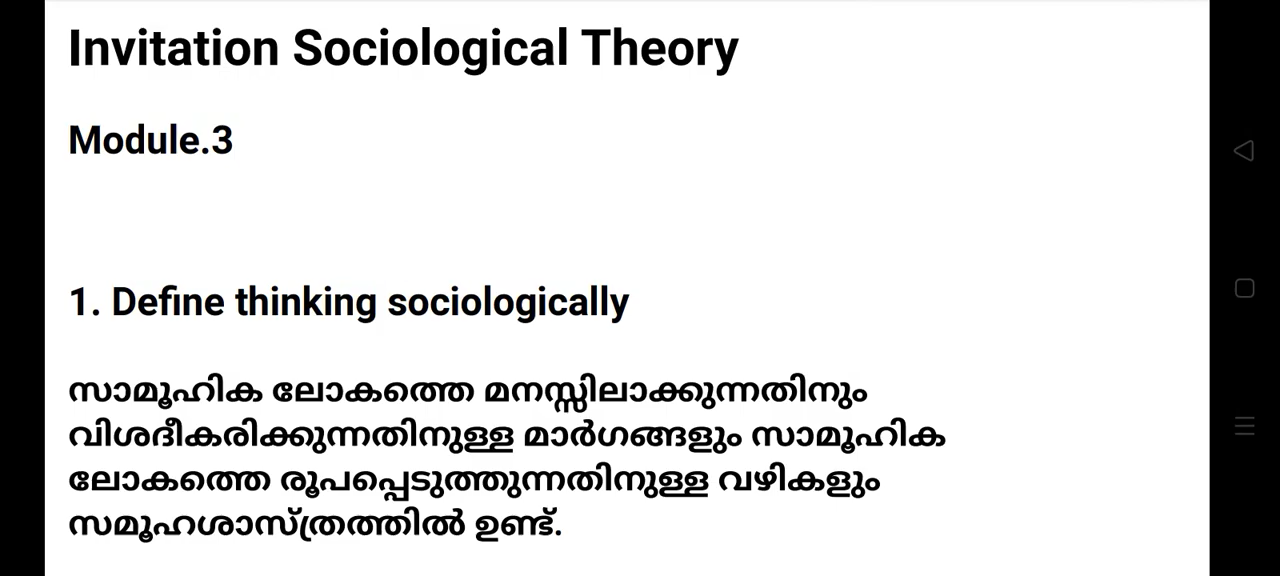 Invitation Sociological Theory
Module.3
1. Define thinking sociologically
സാമൂഹിക ലോകത്തെ മനസ്സിലാക്കുന്നതിനും
വിശദീകരിക്കുന്നതിനുള്ള മാർഗങ്ങളും സാമൂഹിക
ലോകത്തെ രൂപപ്പെടുത്തുന്നതിനുള്ള വഴികളും
സമൂഹശാസ്ത്രത്തിൽ ഉണ്ട്.